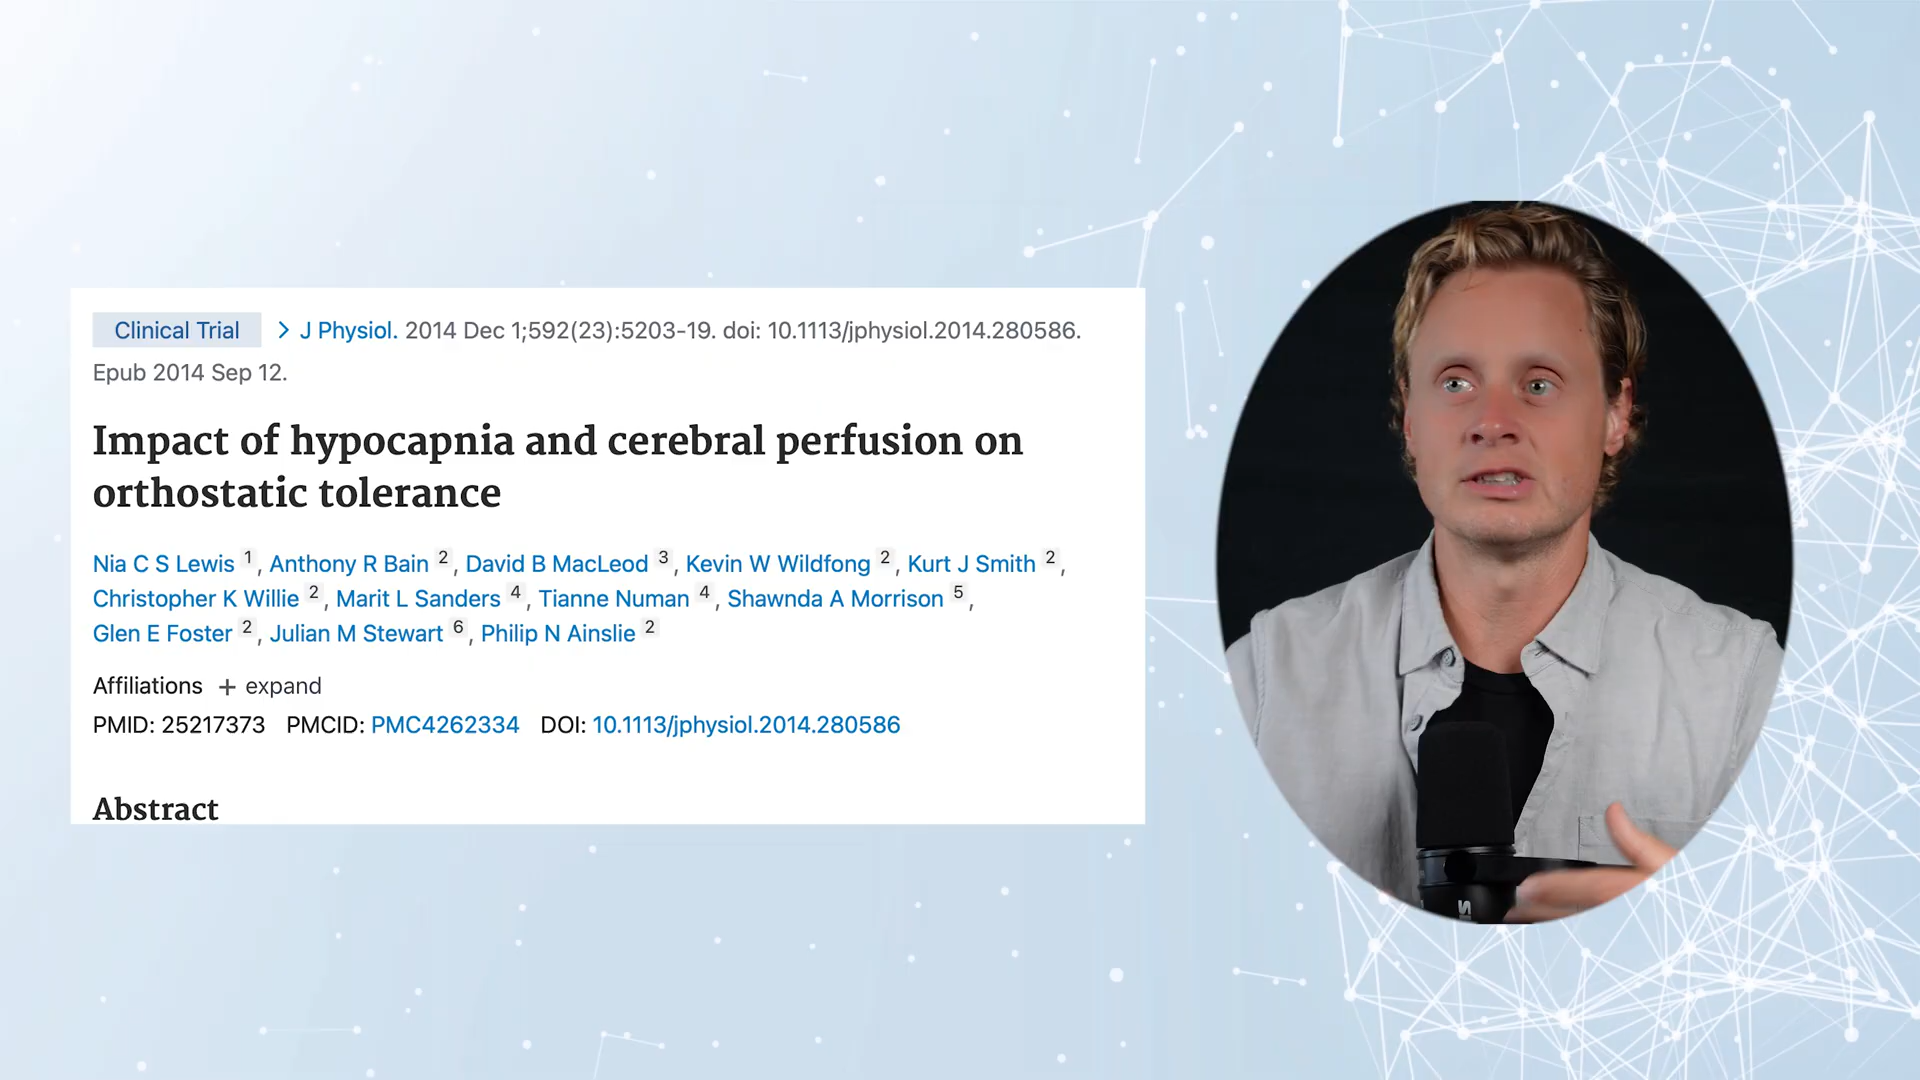 Clinical Trial > J Physiol. 2014 Dec 1;592(23):5203-19. doi: 10.1113/jphysiol.2014.280586.
Epub 2014 Sep 12.
Impact of hypocapnia and cerebral perfusion on
orthostatic tolerance
Nia C S Lewis 1, Anthony R Bain 2, David B MacLeod 3, Kevin W Wildfong 2, Kurt J Smith 2,
Christopher K Willie 2, Marit L Sanders 4, Tianne Numan 4, Shawnda A Morrison 5,
Glen E Foster 2, Julian M Stewart 6, Philip N Ainslie 2
Affiliations + expand
PMID: 25217373 PMCID: PMC4262334 DOI: 10.1113/jphysiol.2014.280586
Abstract